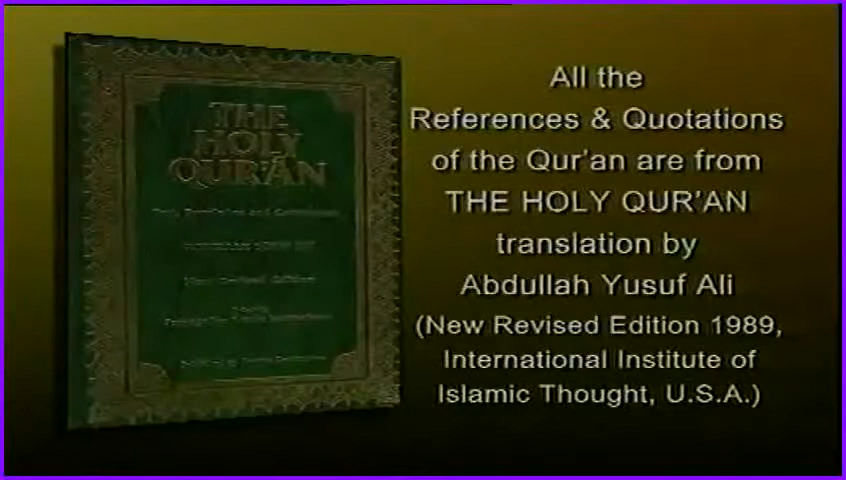 THE
HOLY
QUR'AN
All the
References & Quotations
of the Qur'an are from
THE HOLY QUR'AN
translation by
Abdullah Yusuf Ali
(New Revised Edition 1989,
International Institute of
Islamic Thought, U.S.A.)